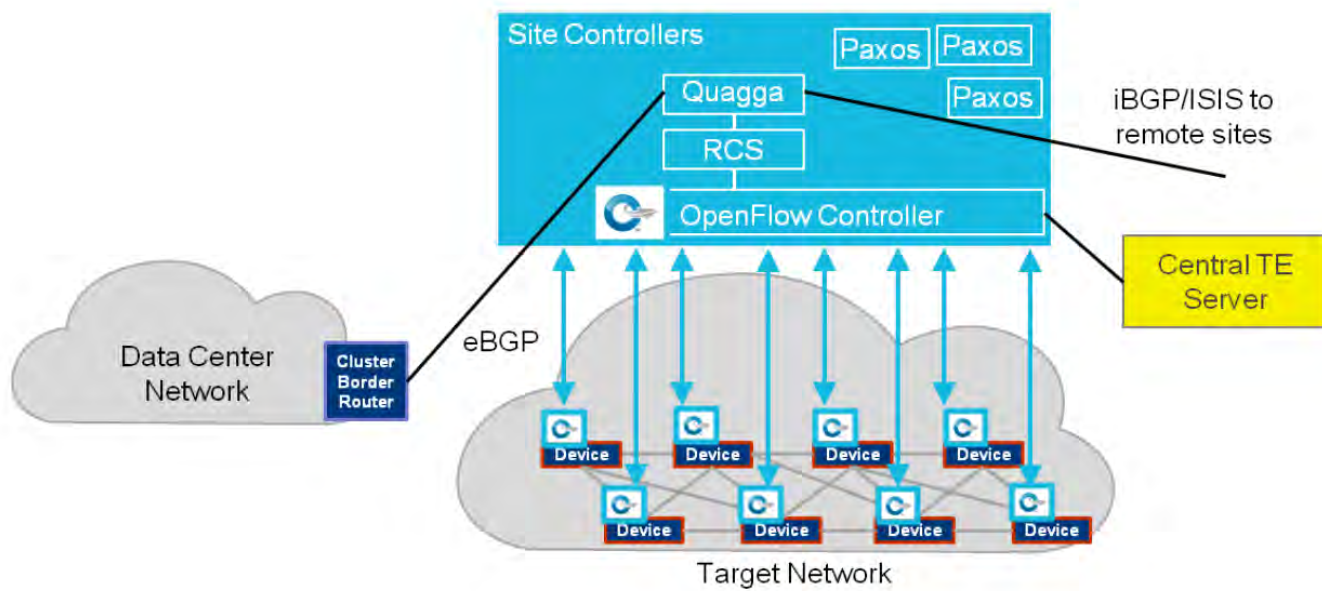 Site Controllers
Paxos
Paxos
Paxos
Quagga
RCS
OpenFlow Controller
iBGP/ISIS to
remote sites
Central TE
Server
eBGP
Data Center
Network
Cluster
Border
Router
Device
Device
Device
Device
Device
Device
Device
Device
Target Network